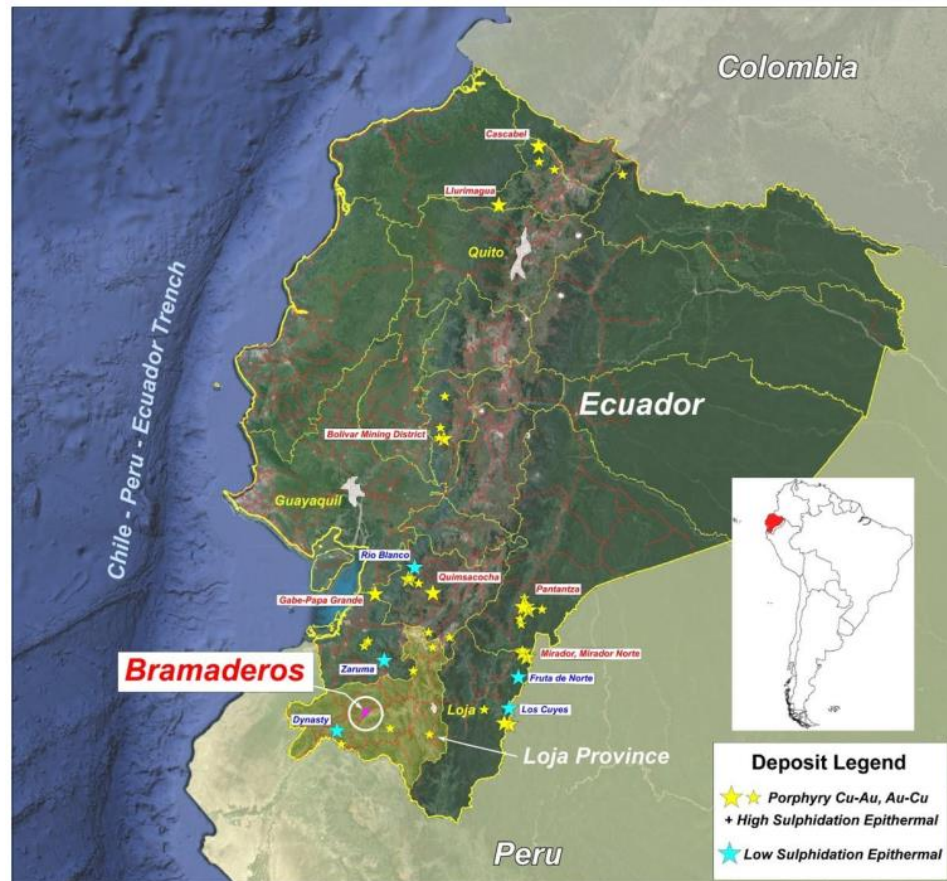 Colombia
Cascabel
Llurimagua
Quito
Chile - Peru - Ecuador Trench
Ecuador
Bolivar Mining District
Guayaquil
Rio Blanco
Quimsacocha
Pantantza
Gabe-Papa Grande
Mirador, Mirador Norte
Bramaderos
Zaruma
Fruta de Norte
Dynasty
Loja
Los Cuyes
Loja Province
Peru
Deposit Legend
Porphyry Cu-Au, Au-Cu
+ High Sulphidation Epithermal
Low Sulphidation Epithermal